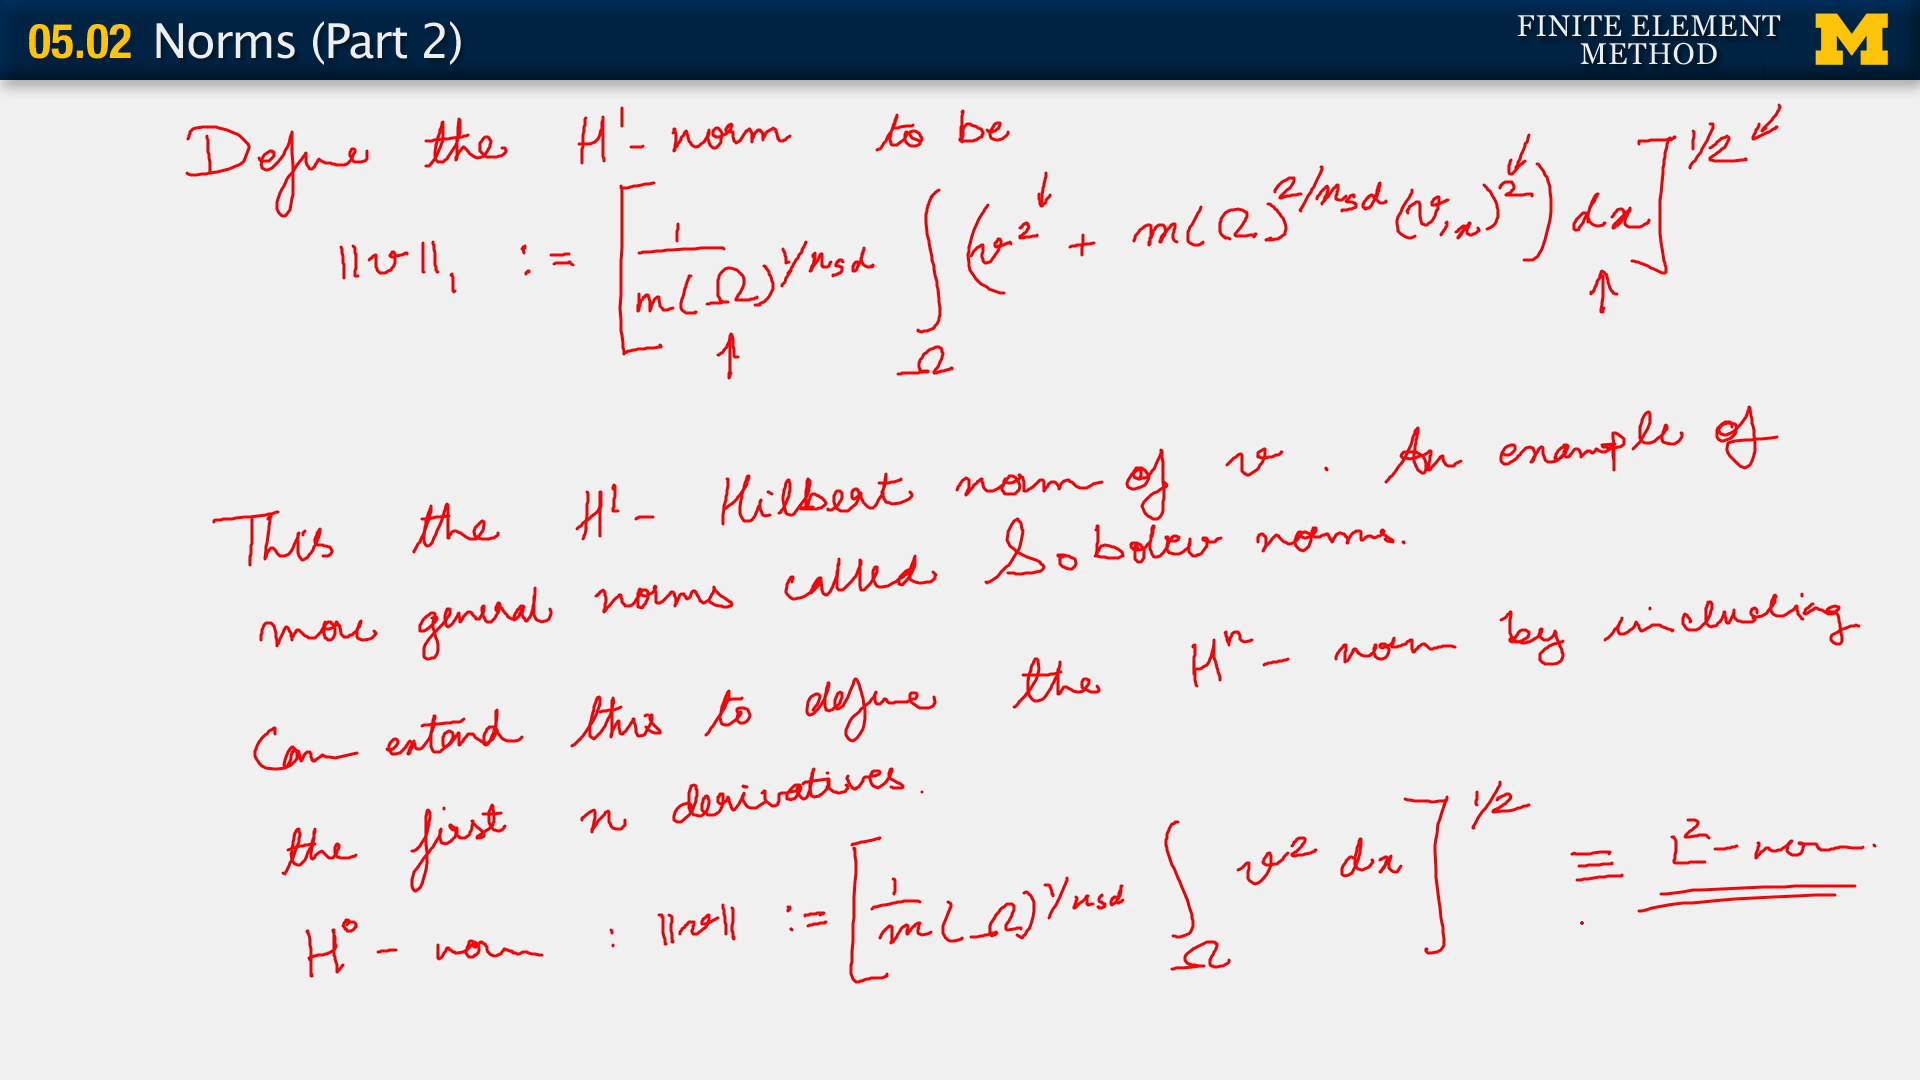 05.02 Norms (Part 2)
FINITE ELEMENT
METHOD
M
Define the H¹- norm to be
||v||₁ := [ 1/m(Ω)^{1/n_sd} ∫_Ω (v² + m(Ω)^{2/n_sd} (v,ₓ)²) dx ]^{1/2}
This the H¹- Hilbert norm of v. An example of
more general norms called Sobolev norms.
Can extend this to define the Hⁿ- norm by including
the first n derivatives.
H⁰- norm : ||v|| := [ 1/m(Ω)^{1/n_sd} ∫_Ω v² dx ]^{1/2} ≡ L²- norm.